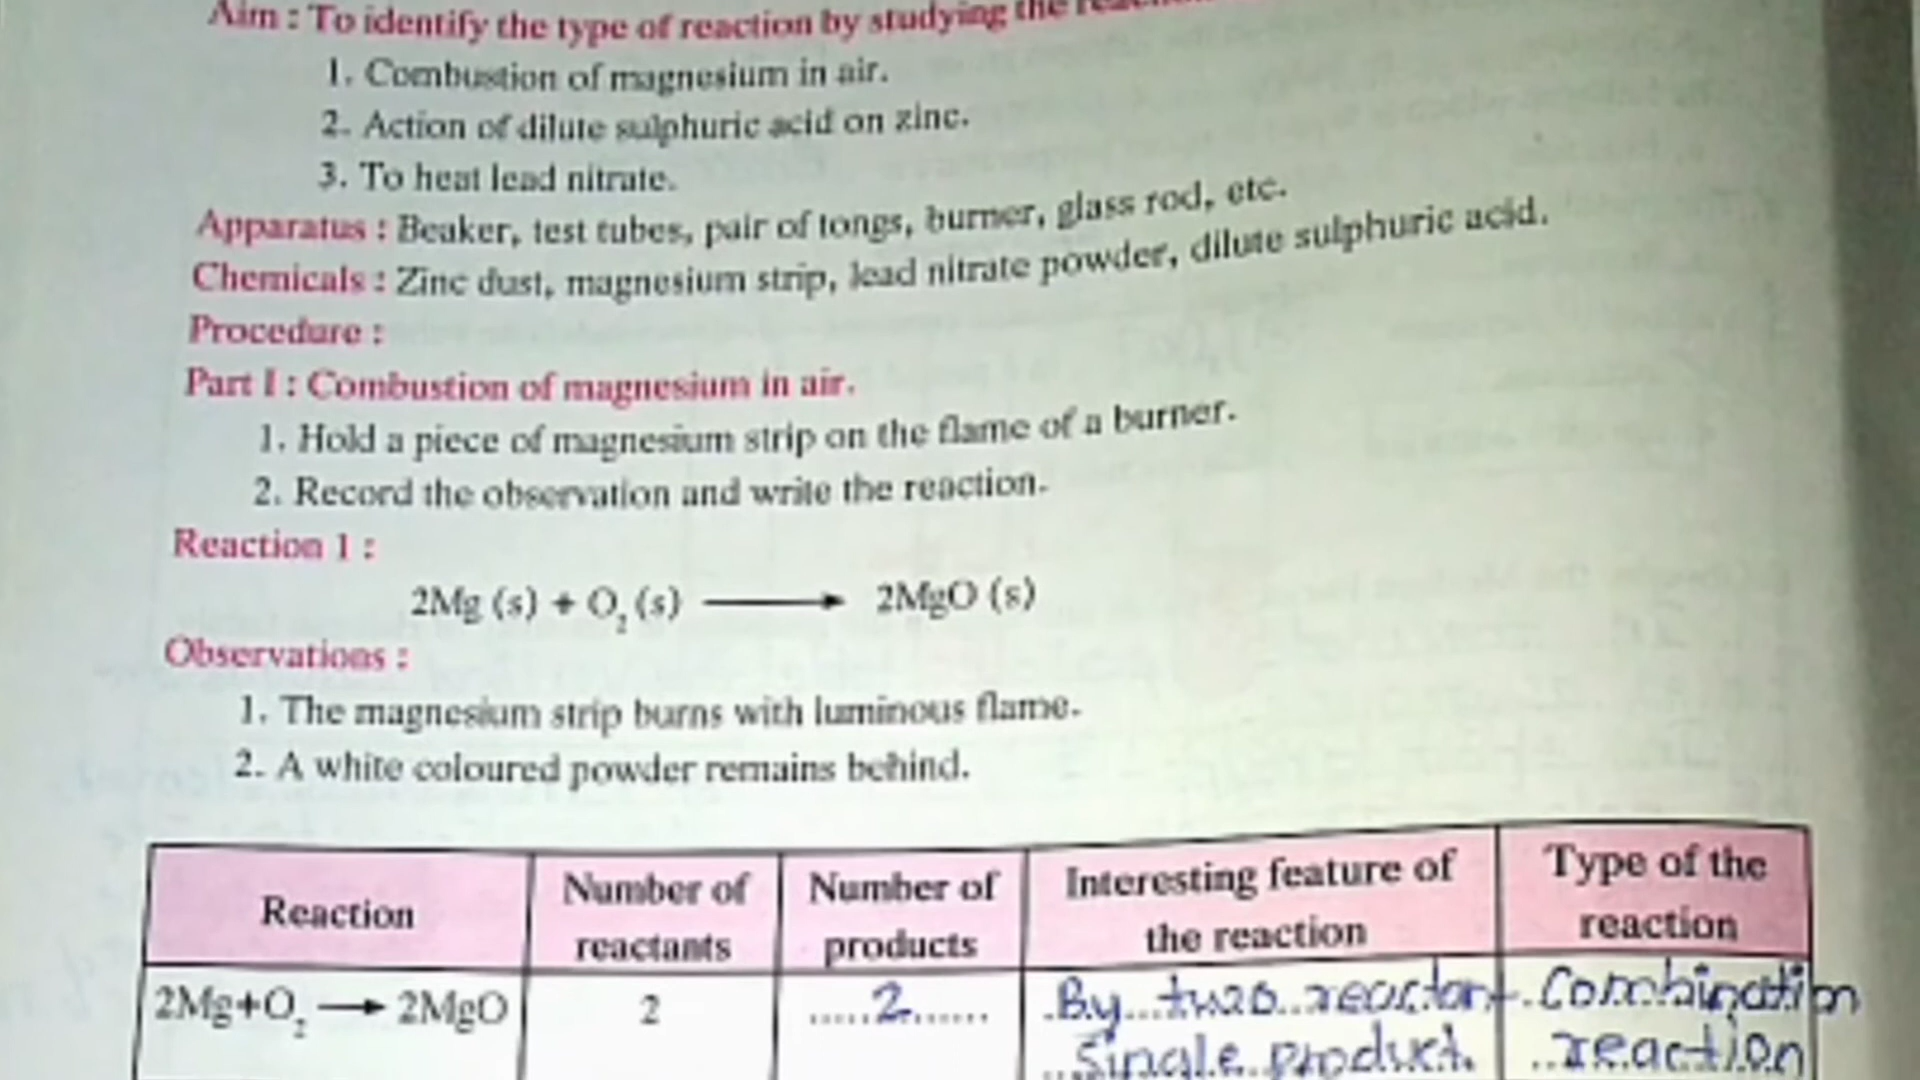 Aim : To identify the type of reaction by studying the
1. Combustion of magnesium in air.
2. Action of dilute sulphuric acid on zinc.
3. To heat lead nitrate.
Apparatus : Beaker, test tubes, pair of tongs, burner, glass rod, etc.
Chemicals : Zinc dust, magnesium strip, lead nitrate powder, dilute sulphuric acid.
Procedure :
Part I : Combustion of magnesium in air.
1. Hold a piece of magnesium strip on the flame of a burner.
2. Record the observation and write the reaction.
Reaction 1 :
2Mg (s) + O₂ (s) ⟶ 2MgO (s)
Observations :
1. The magnesium strip burns with luminous flame.
2. A white coloured powder remains behind.
Reaction
Number of
reactants
Number of
products
Interesting feature of
the reaction
Type of the
reaction
2Mg+O₂ ⟶ 2MgO
2
.....2.......
.By...two..reactant
...Single..product.
.Combination
..reaction